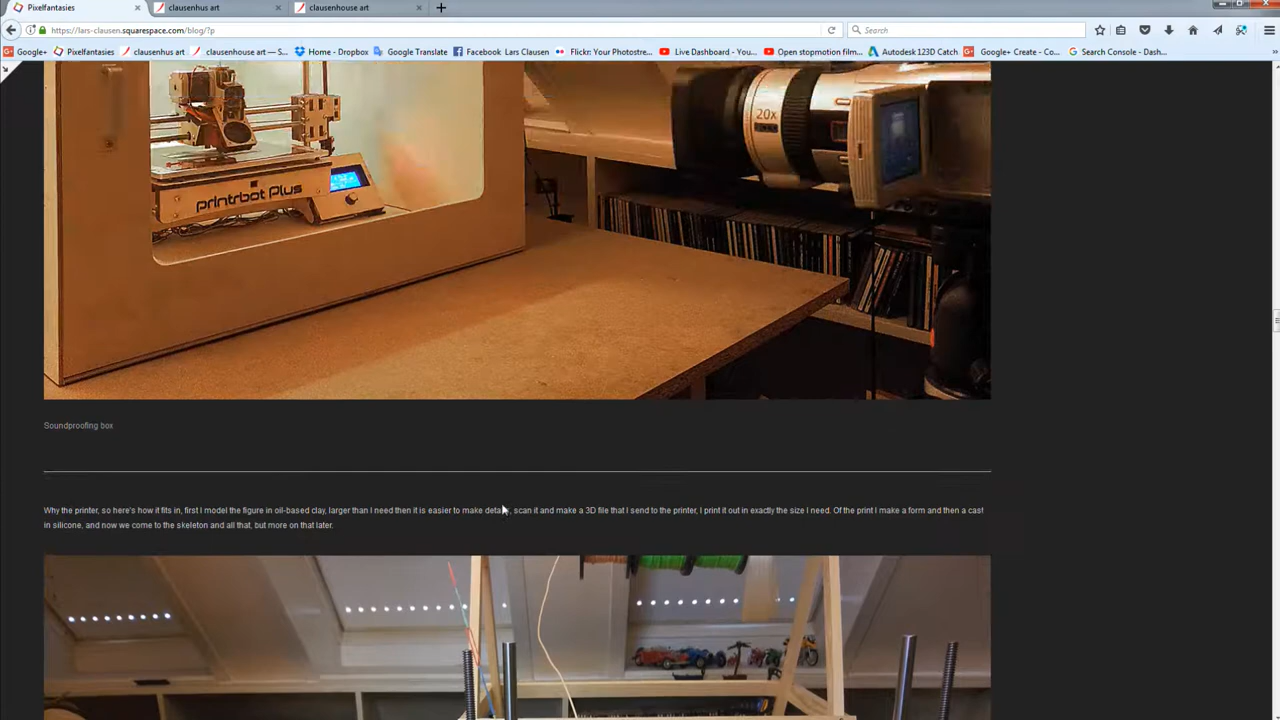 Pixelfantasies
clausenhus art
clausenhouse art
https://lars-clausen.squarespace.com/blog/?p
Search
Google+
Pixelfantasies
clausenhus art
clausenhouse art — S...
Home - Dropbox
Google Translate
Facebook Lars Clausen
Flickr: Your Photostre...
Live Dashboard - You...
Open stopmotion film...
Autodesk 123D Catch
Google+ Create - Co...
Search Console - Dash...
20x
printrbot Plus
Soundproofing box
Why the printer, so here's how it fits in, first I model the figure in oil-based clay, larger than I need then it is easier to make details, scan it and make a 3D file that I send to the printer, I print it out in exactly the size I need. Of the print I make a form and then a cast
in silicone, and now we come to the skeleton and all that, but more on that later.